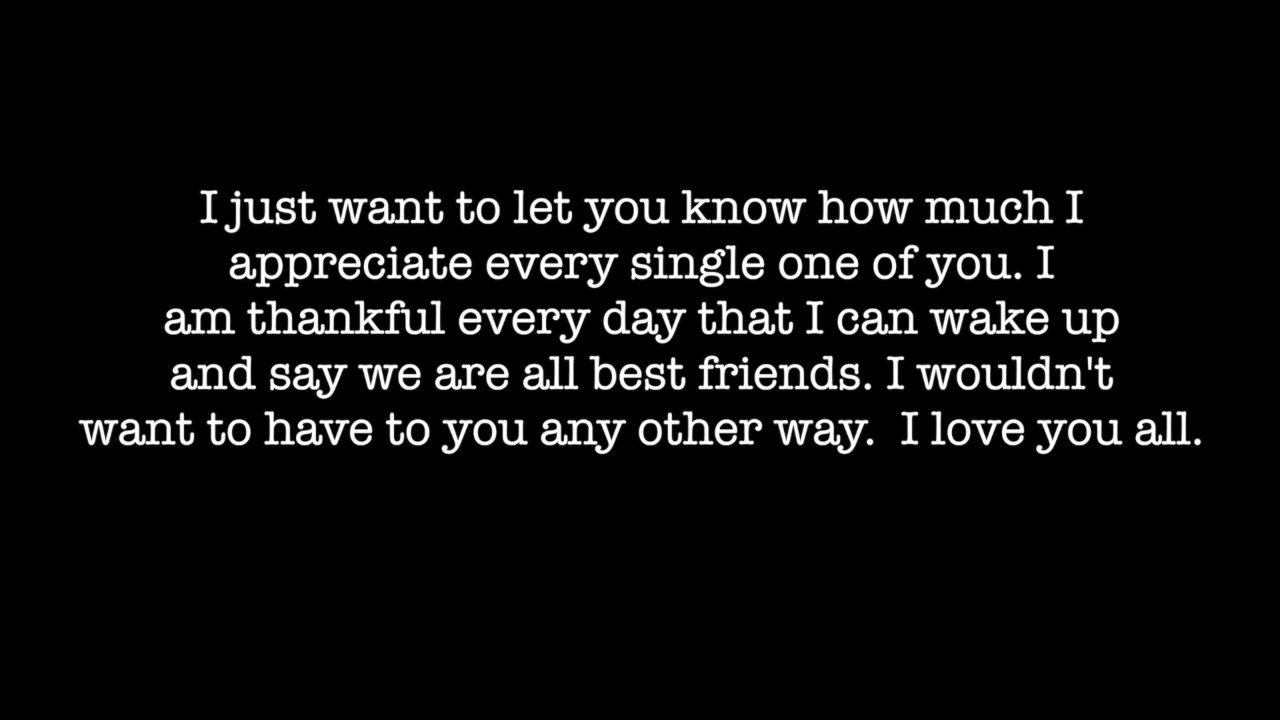 I just want to let you know how much I
appreciate every single one of you. I
am thankful every day that I can wake up
and say we are all best friends. I wouldn't
want to have to you any other way.  I love you all.